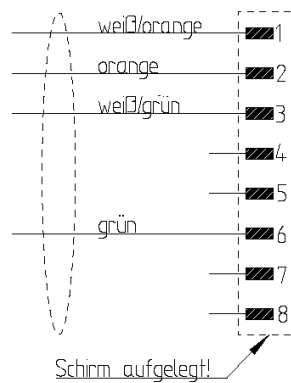 weiß/orange 1
orange 2
weiß/grün 3
4
5
grün 6
7
8
Schirm aufgelegt!